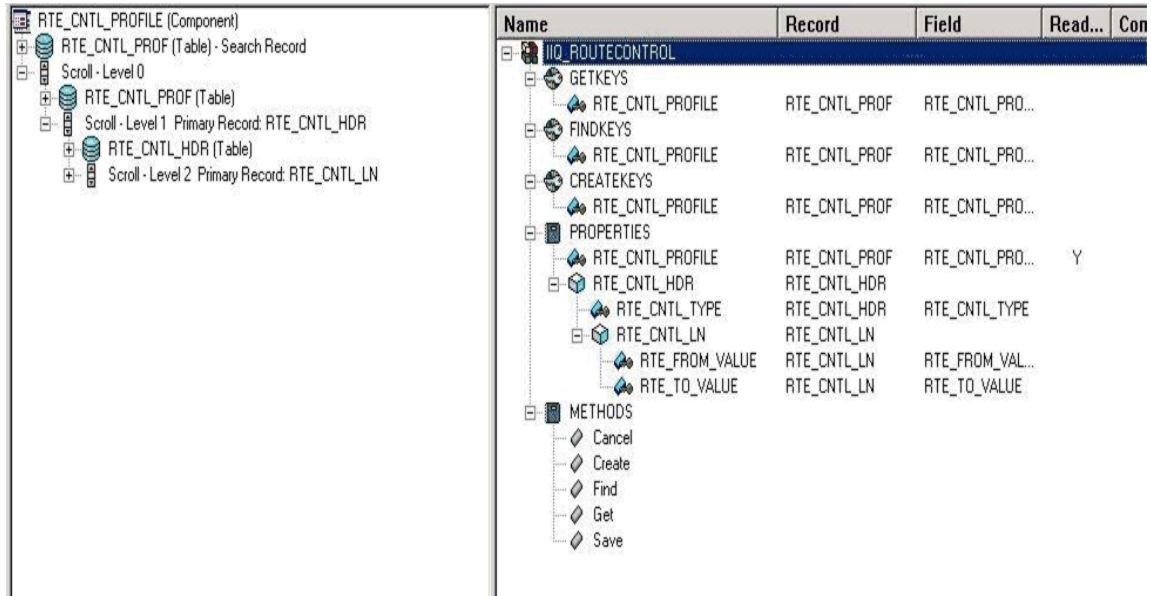 RTE_CNTL_PROFILE (Component)
RTE_CNTL_PROF (Table) - Search Record
Scroll - Level 0
RTE_CNTL_PROF (Table)
Scroll - Level 1 Primary Record: RTE_CNTL_HDR
RTE_CNTL_HDR (Table)
Scroll - Level 2 Primary Record: RTE_CNTL_LN
Name Record Field Read... Con
IIQ_ROUTECONTROL
GETKEYS
RTE_CNTL_PROFILE RTE_CNTL_PROF RTE_CNTL_PRO...
FINDKEYS
RTE_CNTL_PROFILE RTE_CNTL_PROF RTE_CNTL_PRO...
CREATEKEYS
RTE_CNTL_PROFILE RTE_CNTL_PROF RTE_CNTL_PRO...
PROPERTIES
RTE_CNTL_PROFILE RTE_CNTL_PROF RTE_CNTL_PRO... Y
RTE_CNTL_HDR RTE_CNTL_HDR
RTE_CNTL_TYPE RTE_CNTL_HDR RTE_CNTL_TYPE
RTE_CNTL_LN RTE_CNTL_LN
RTE_FROM_VALUE RTE_CNTL_LN RTE_FROM_VAL...
RTE_TO_VALUE RTE_CNTL_LN RTE_TO_VALUE
METHODS
Cancel
Create
Find
Get
Save